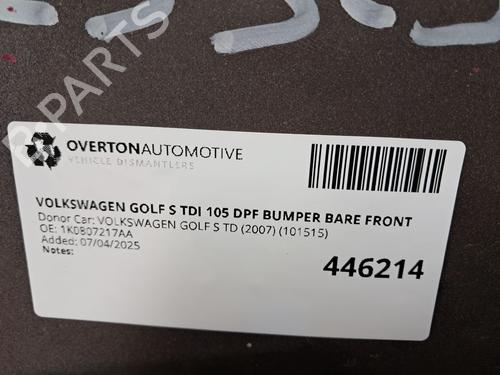 B-PARTS
OVERTONAUTOMOTIVE
VEHICLE DISMANTLERS
VOLKSWAGEN GOLF S TDI 105 DPF BUMPER BARE FRONT
Donor Car: VOLKSWAGEN GOLF S TD (2007) (101515)
OE: 1K0807217AA
Added: 07/04/2025
Notes:
446214